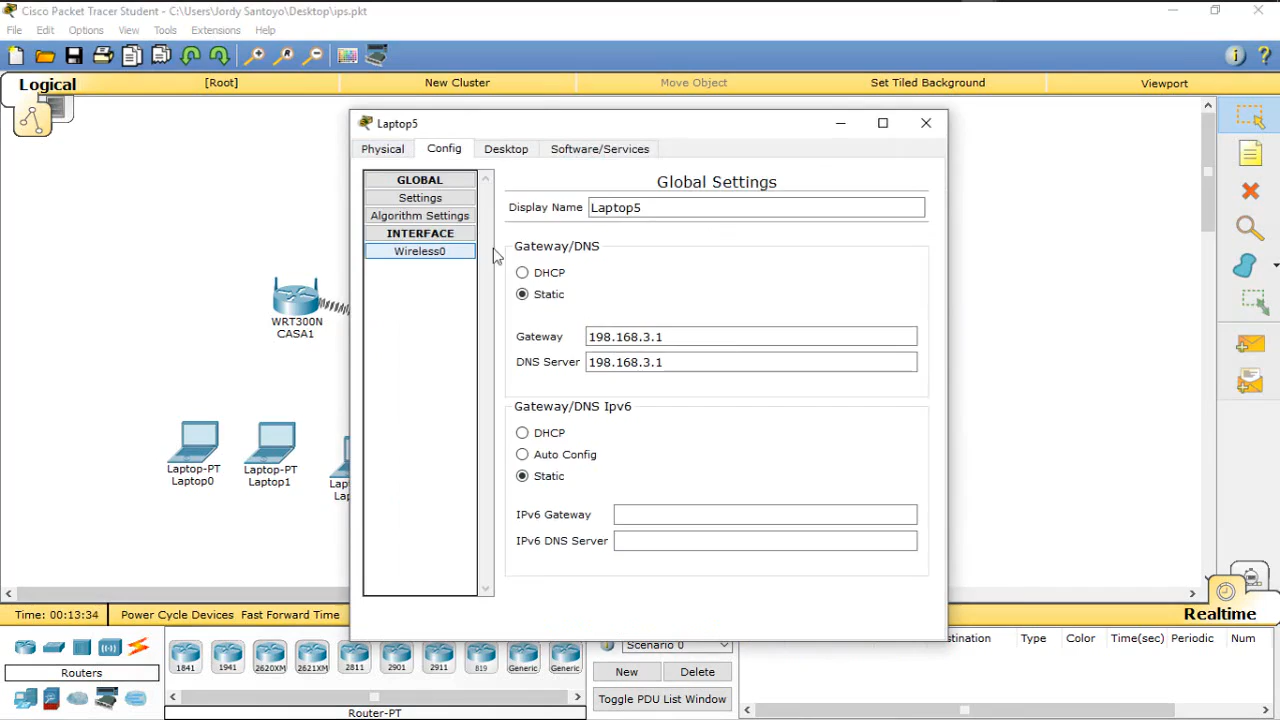 Cisco Packet Tracer Student - C:\Users\Jordy Santoyo\Desktop\ips.pkt
File Edit Options View Tools Extensions Help
Logical [Root] New Cluster Move Object Set Tiled Background Viewport
Laptop5
Physical Config Desktop Software/Services
GLOBAL
Settings
Algorithm Settings
INTERFACE
Wireless0
Global Settings
Display Name Laptop5
Gateway/DNS
DHCP
Static
Gateway 198.168.3.1
DNS Server 198.168.3.1
Gateway/DNS Ipv6
DHCP
Auto Config
Static
IPv6 Gateway
IPv6 DNS Server
WRT300N
CASA1
Laptop-PT
Laptop0
Laptop-PT
Laptop1
Time: 00:13:34 Power Cycle Devices Fast Forward Time Realtime
Routers
1841 1941 2620XM 2621XM 2811 2901 2911 819 Generic Generic
Router-PT
Scenario 0
New Delete
Toggle PDU List Window
Type Color Time(sec) Periodic Num